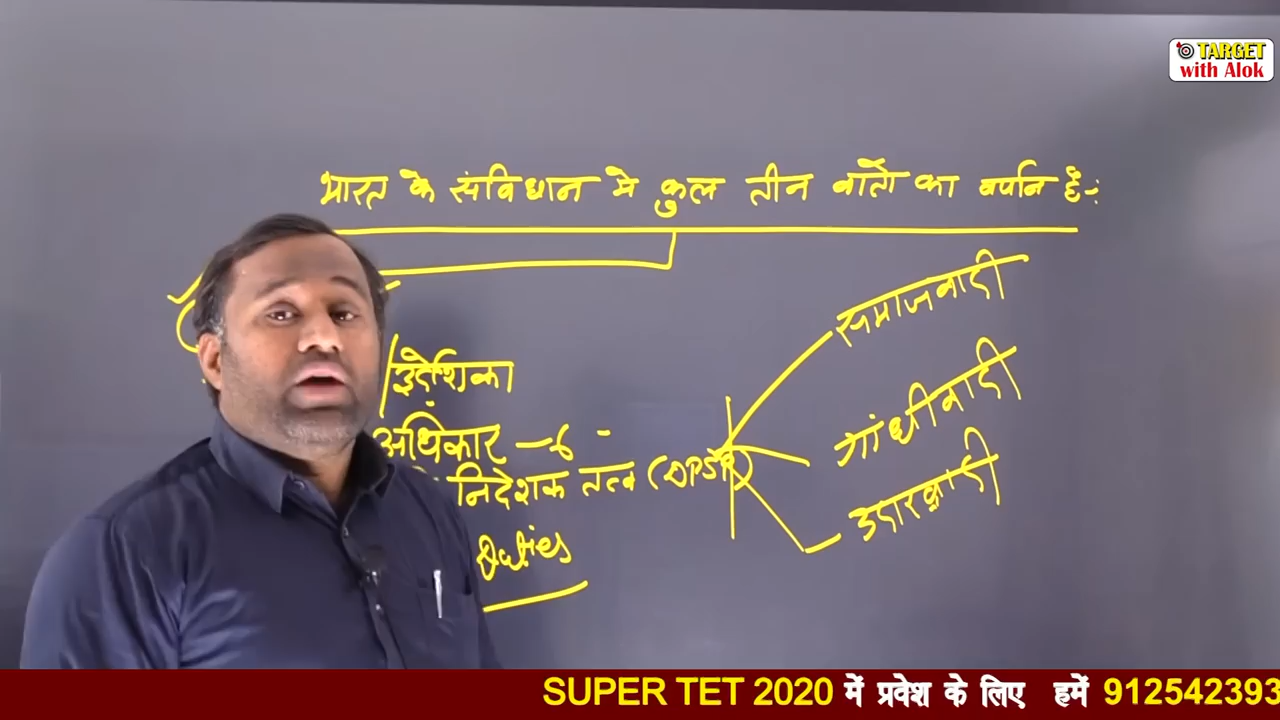 TARGET
with Alok
भारत के संविधान मे कुल तीन बातों का वर्णन है -:
/उद्देशिका
अधिकार - 6 -
निदेशक तत्व (DPSP)
Duties
समाजवादी
गांधीवादी
उदारवादी
SUPER TET 2020 में प्रवेश के लिए हमें 912542393